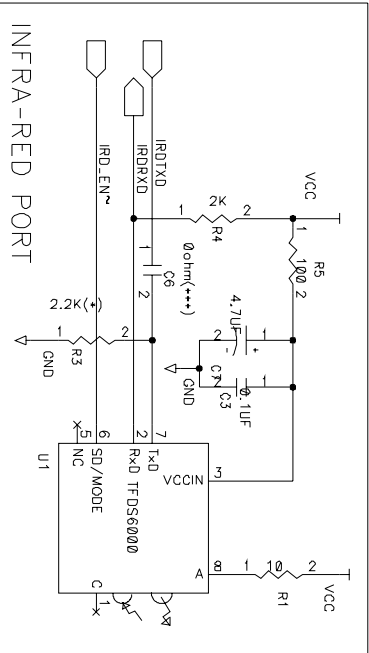 INFRA-RED PORT
IRD_EN~
IRDRXD
IRDTXD
VCC
2K
1 2
R4
1
100
2
R5
0ohm(***)
1 2
C6
4.7UF
2 1
- +
C7
2 1
0.1UF
C3
GND
2.2K(*)
1 2
R3
GND
3
VCCIN
7
TxD
2
RxD
TFDS6000
6
SD/MODE
5
NC
U1
8
A
1
C
1 10 2
R1
VCC